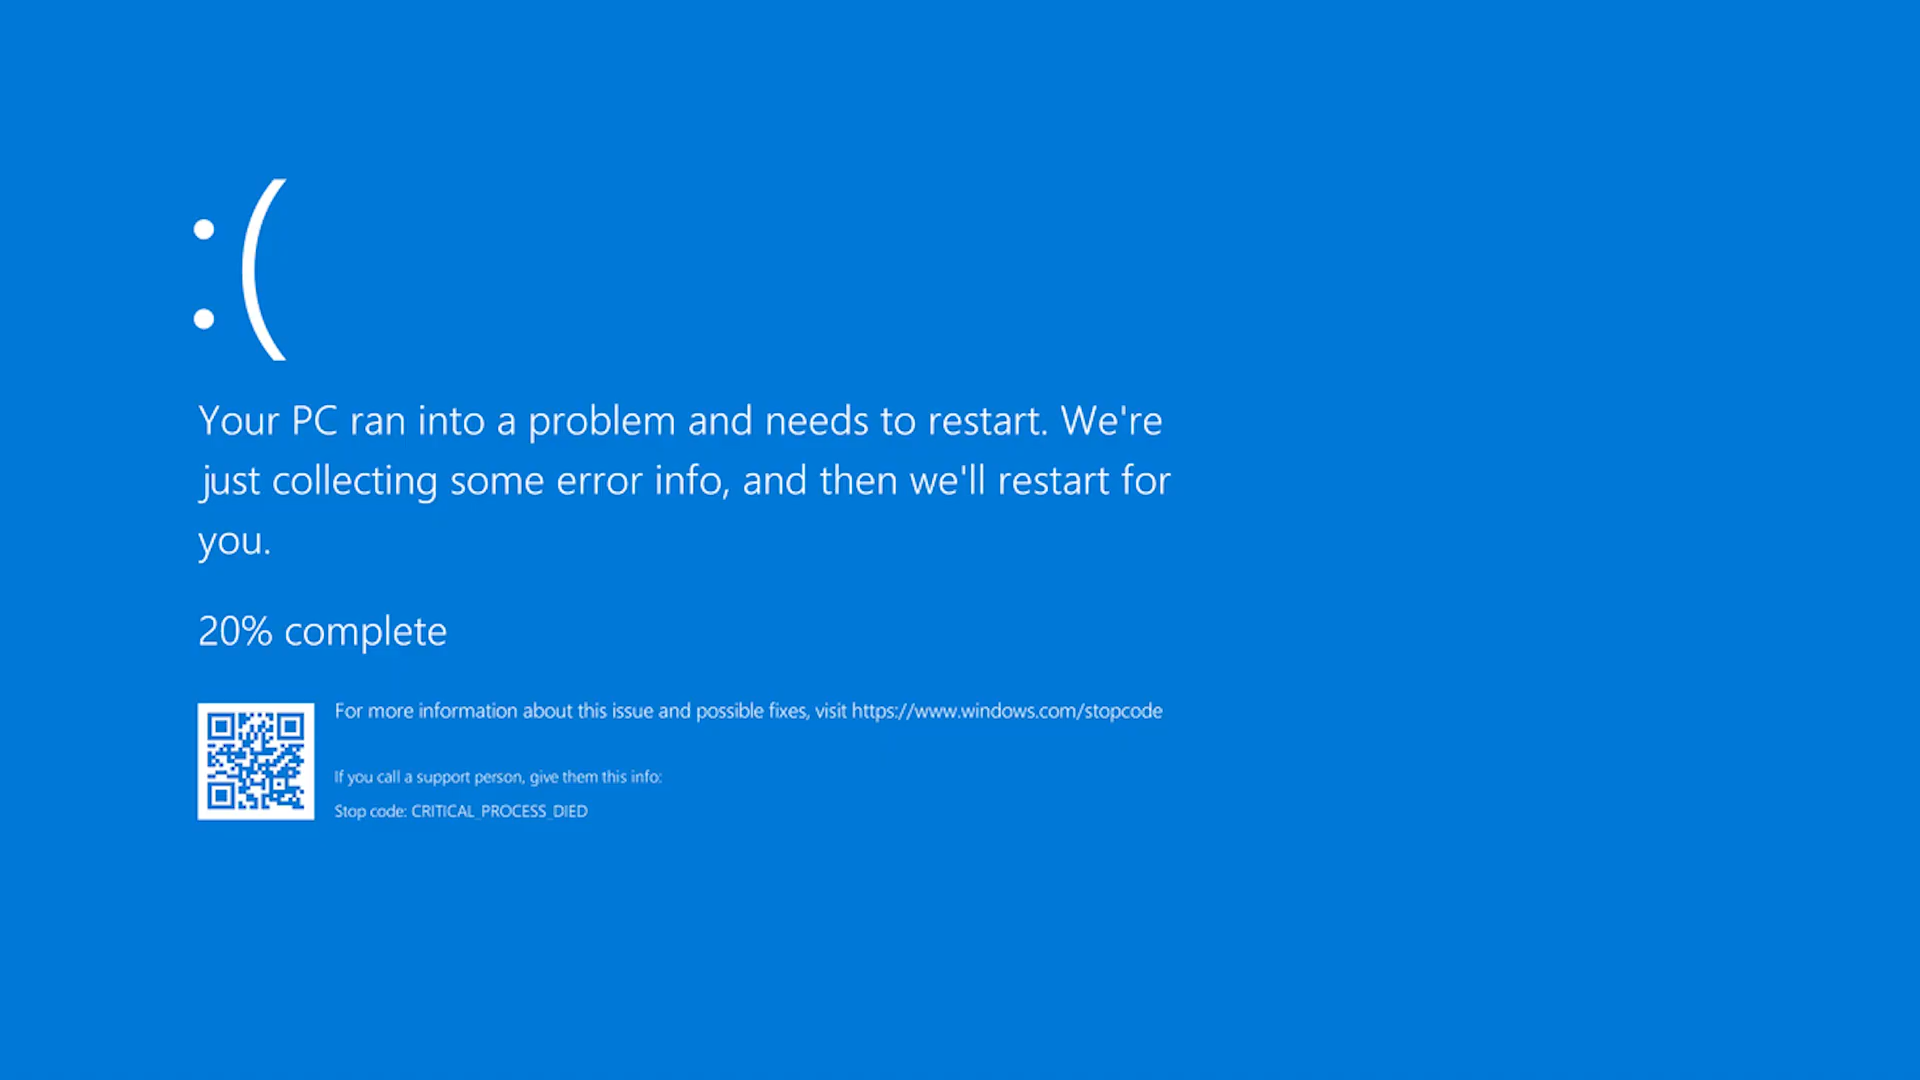 :(
Your PC ran into a problem and needs to restart. We're
just collecting some error info, and then we'll restart for
you.
20% complete
For more information about this issue and possible fixes, visit https://www.windows.com/stopcode
If you call a support person, give them this info:
Stop code: CRITICAL_PROCESS_DIED